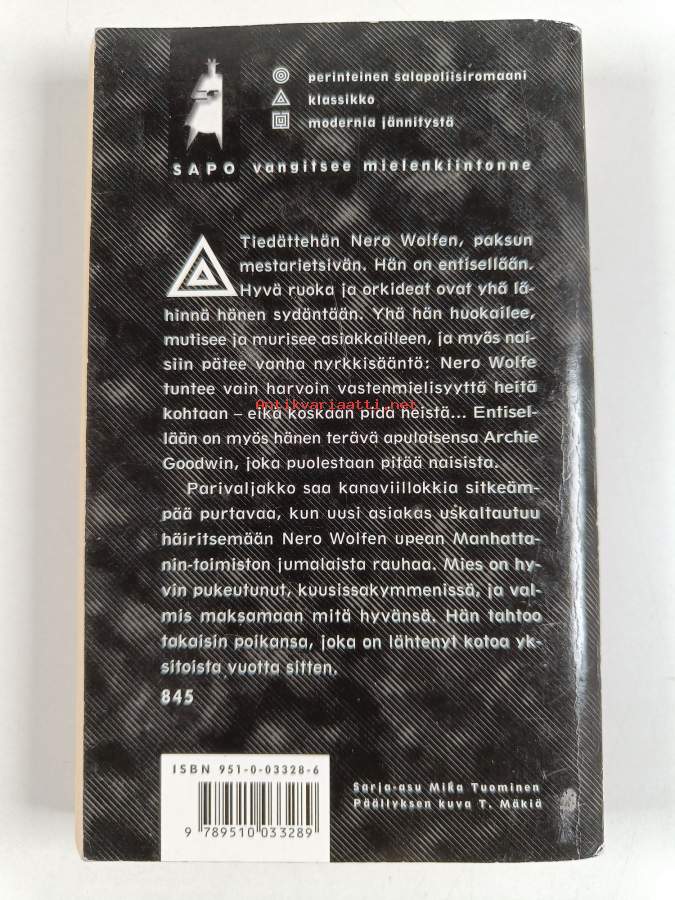 perinteinen salapoliisiromaani
klassikko
modernia jännitystä
SAPO vangitsee mielenkiintonne
Tiedättehän Nero Wolfen, paksun
mestarietsivän. Hän on entisellään.
Hyvä ruoka ja orkideat ovat yhä lä-
hinnä hänen sydäntään. Yhä hän huokailee,
mutisee ja murisee asiakkailleen, ja myös nai-
siin pätee vanha nyrkkisääntö: Nero Wolfe
tuntee vain harvoin vastenmielisyyttä heitä
Antikvariaatti.net
kohtaan – eikä koskaan pidä heistä... Entisel-
lään on myös hänen terävä apulaisensa Archie
Goodwin, joka puolestaan pitää naisista.
Parivaljakko saa kanaviillokkia sitkeäm-
pää purtavaa, kun uusi asiakas uskaltautuu
häiritsemään Nero Wolfen upean Manhatta-
nin-toimiston jumalaista rauhaa. Mies on hy-
vin pukeutunut, kuusissakymmenissä, ja val-
mis maksamaan mitä hyvänsä. Hän tahtoo
takaisin poikansa, joka on lähtenyt kotoa yk-
sitoista vuotta sitten.
845
ISBN 951-0-03328-6
9 789510 033289
Sarja-asu Mika Tuominen
Päällyksen kuva T. Mäkiä